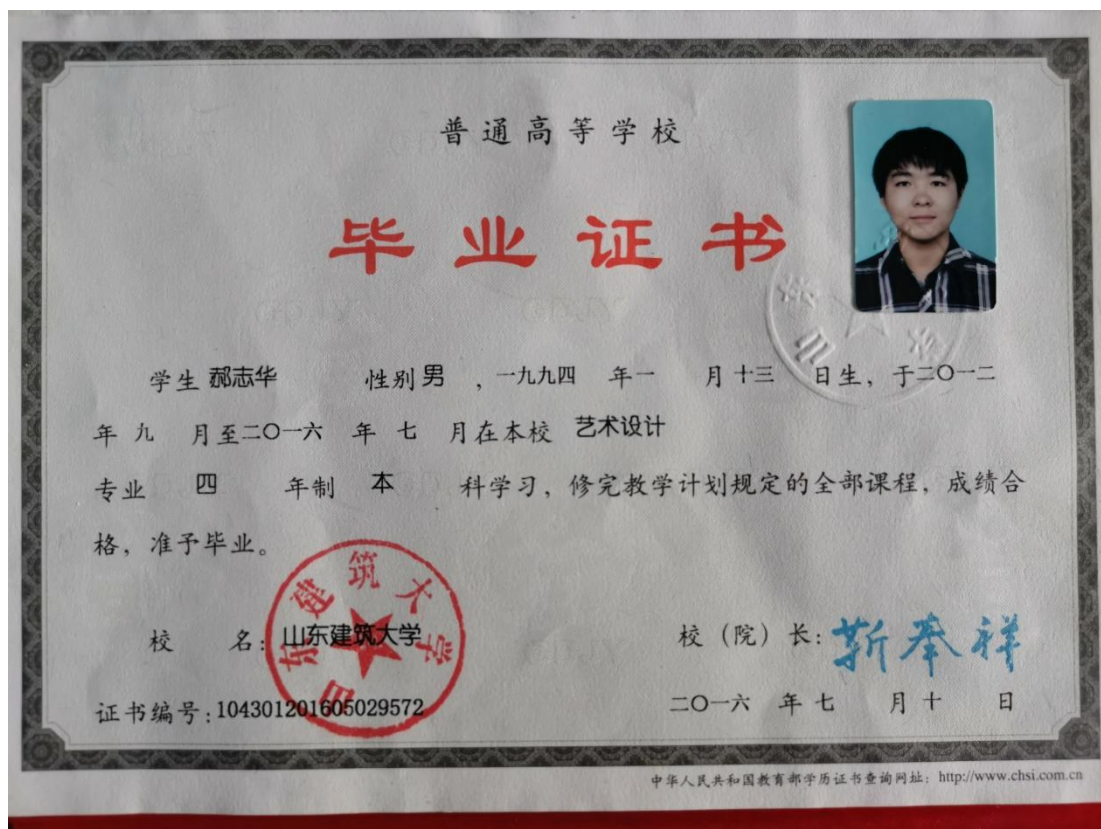 普通高等学校
毕业证书
学生 郝志华 性别 男 ，一九九四 年 一 月 十三 日生，于二〇一二
年 九 月至二〇一六 年 七 月在本校 艺术设计
专业 四 年制 本 科学习，修完教学计划规定的全部课程，成绩合
格，准予毕业。
校 名：山东建筑大学
山东建筑大学
校（院）长：靳奉祥
证书编号：104301201605029572
二〇一六 年 七 月 十 日
中华人民共和国教育部学历证书查询网址：http://www.chsi.com.cn